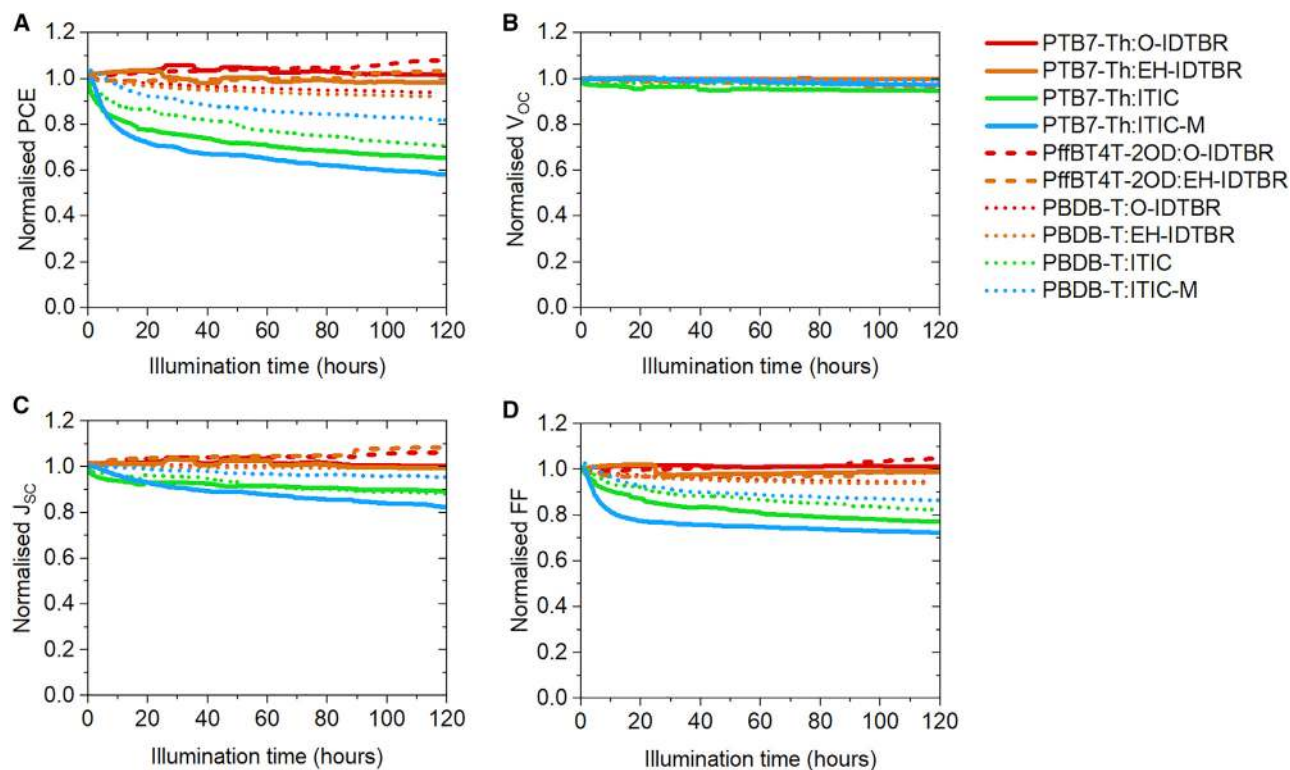 A
Normalised PCE
1.2
1.0
0.8
0.6
0.4
0.2
0.0
0 20 40 60 80 100 120
Illumination time (hours)
B
Normalised VOC
1.2
1.0
0.8
0.6
0.4
0.2
0.0
0 20 40 60 80 100 120
Illumination time (hours)
PTB7-Th:O-IDTBR
PTB7-Th:EH-IDTBR
PTB7-Th:ITIC
PTB7-Th:ITIC-M
PffBT4T-2OD:O-IDTBR
PffBT4T-2OD:EH-IDTBR
PBDB-T:O-IDTBR
PBDB-T:EH-IDTBR
PBDB-T:ITIC
PBDB-T:ITIC-M
C
Normalised JSC
1.2
1.0
0.8
0.6
0.4
0.2
0.0
0 20 40 60 80 100 120
Illumination time (hours)
D
Normalised FF
1.2
1.0
0.8
0.6
0.4
0.2
0.0
0 20 40 60 80 100 120
Illumination time (hours)